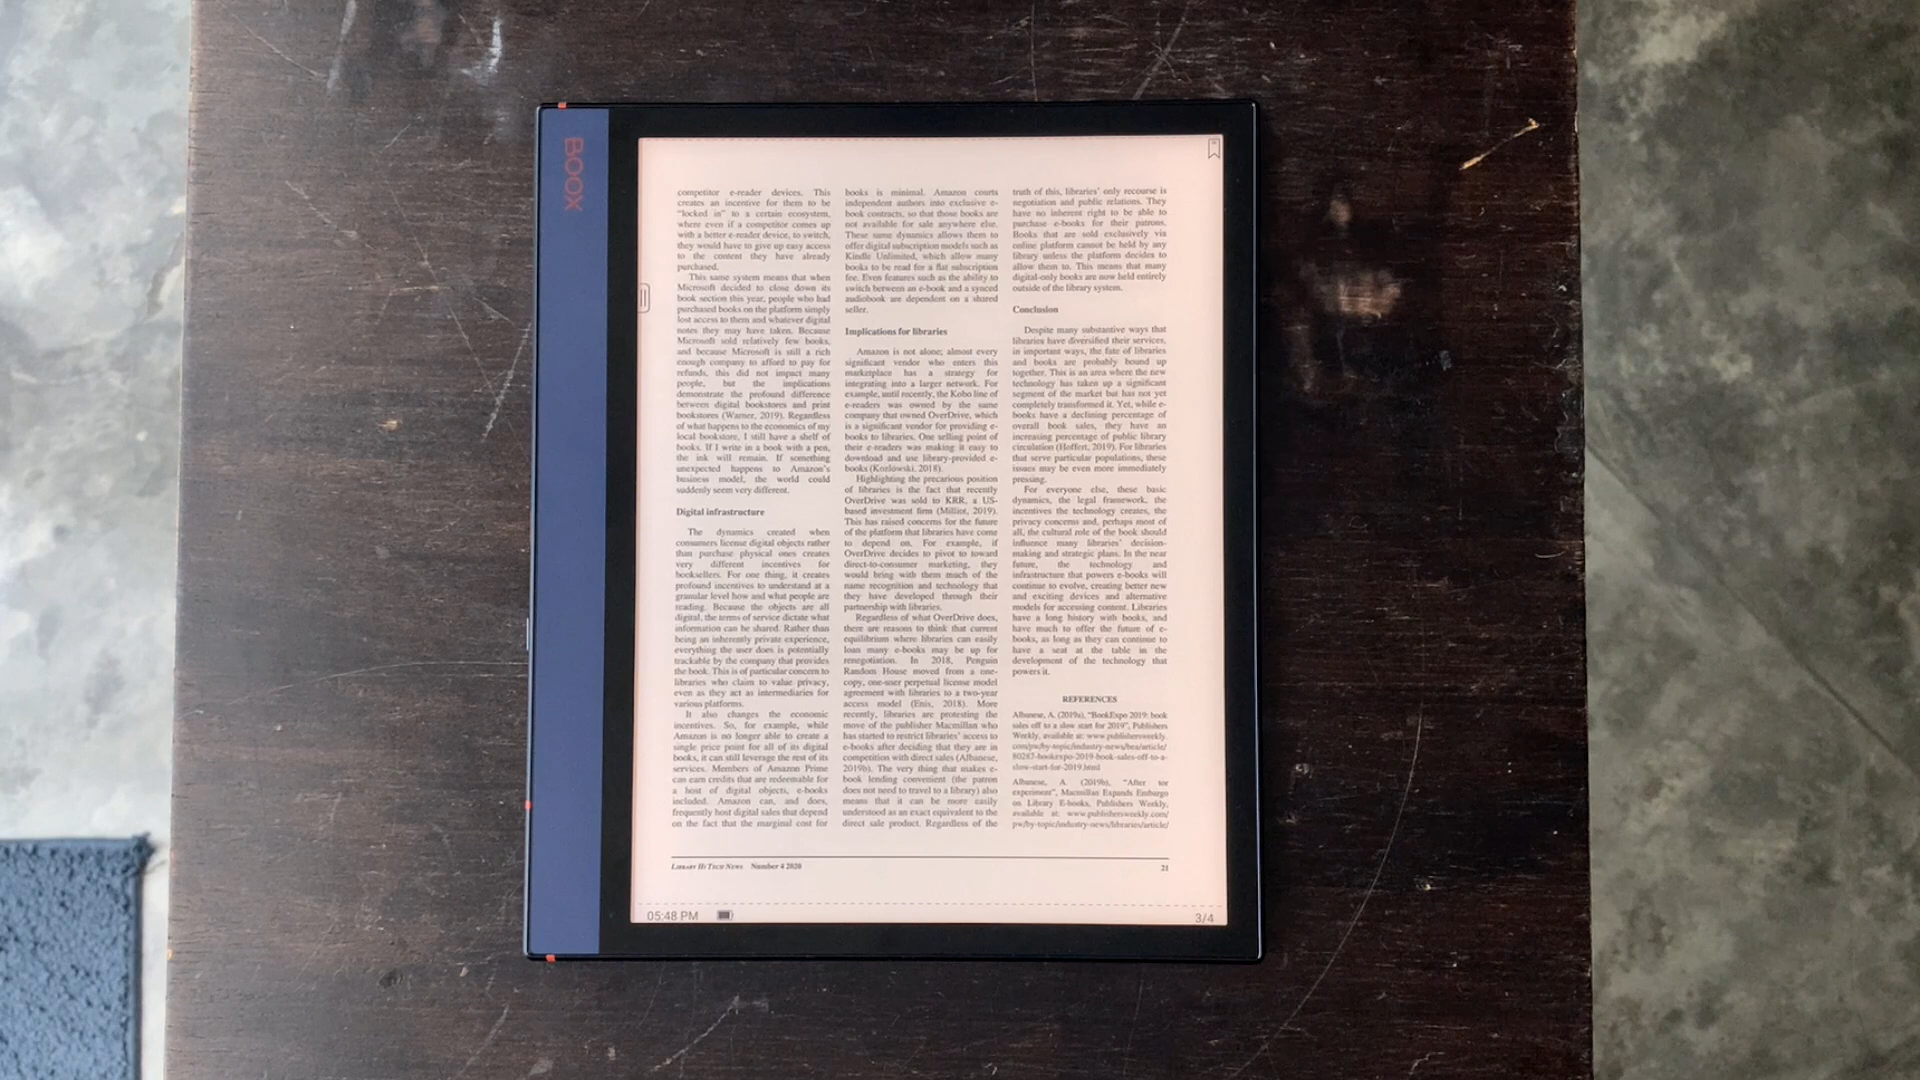 BOOX
competitor e-reader devices. This
creates an incentive for them to be
"locked in" to a certain ecosystem,
where even if a competitor comes up
with a better e-reader device, to switch,
they would have to give up easy access
to the content they have already
purchased.
This same system means that when
Microsoft decided to close down its
book section this year, people who had
purchased books on the platform simply
lost access to them and whatever digital
notes they may have taken. Because
Microsoft sold relatively few books,
and because Microsoft is still a rich
enough company to afford to pay for
refunds, this did not impact many
people, but the implications
demonstrate the profound difference
between digital bookstores and print
bookstores (Warner, 2019). Regardless
of what happens to the economics of my
local bookstore, I still have a shelf of
books. If I write in a book with a pen,
the ink will remain. If something
unexpected happens to Amazon's
business model, the world could
suddenly seem very different.
Digital infrastructure
The dynamics created when
consumers license digital objects rather
than purchase physical ones creates
very different incentives for
booksellers. For one thing, it creates
profound incentives to understand at a
granular level how and what people are
reading. Because the objects are all
digital, the terms of service dictate what
information can be shared. Rather than
being an inherently private experience,
everything the user does is potentially
trackable by the company that provides
the book. This is of particular concern to
libraries who claim to value privacy,
even as they act as intermediaries for
various platforms.
It also changes the economic
incentives. So, for example, while
Amazon is no longer able to create a
single price point for all of its digital
books, it can still leverage the rest of its
services. Members of Amazon Prime
can earn credits that are redeemable for
a host of digital objects, e-books
included. Amazon can, and does,
frequently host digital sales that depend
on the fact that the marginal cost for
books is minimal. Amazon courts
independent authors into exclusive e-
book contracts, so that those books are
not available for sale anywhere else.
These same dynamics allows them to
offer digital subscription models such as
Kindle Unlimited, which allow many
books to be read for a flat subscription
fee. Even features such as the ability to
switch between an e-book and a synced
audiobook are dependent on a shared
seller.
Implications for libraries
Amazon is not alone; almost every
significant vendor who enters this
marketplace has a strategy for
integrating into a larger network. For
example, until recently, the Kobo line of
e-readers was owned by the same
company that owned OverDrive, which
is a significant vendor for providing e-
books to libraries. One selling point of
their e-readers was making it easy to
download and use library-provided e-
books (Kozlowski, 2018).
Highlighting the precarious position
of libraries is the fact that recently
OverDrive was sold to KRR, a US-
based investment firm (Milliot, 2019).
This has raised concerns for the future
of the platform that libraries have come
to depend on. For example, if
OverDrive decides to pivot to toward
direct-to-consumer marketing, they
would bring with them much of the
name recognition and technology that
they have developed through their
partnership with libraries.
Regardless of what OverDrive does,
there are reasons to think that current
equilibrium where libraries can easily
loan many e-books may be up for
renegotiation. In 2018, Penguin
Random House moved from a one-
copy, one-user perpetual license model
agreement with libraries to a two-year
access model (Enis, 2018). More
recently, libraries are protesting the
move of the publisher Macmillan who
has started to restrict libraries' access to
e-books after deciding that they are in
competition with direct sales (Albanese,
2019b). The very thing that makes e-
book lending convenient (the patron
does not need to travel to a library) also
means that it can be more easily
understood as an exact equivalent to the
direct sale product. Regardless of the
truth of this, libraries' only recourse is
negotiation and public relations. They
have no inherent right to be able to
purchase e-books for their patrons.
Books that are sold exclusively via
online platform cannot be held by any
library unless the platform decides to
allow them to. This means that many
digital-only books are now held entirely
outside of the library system.
Conclusion
Despite many substantive ways that
libraries have diversified their services,
in important ways, the fate of libraries
and books are probably bound up
together. This is an area where the new
technology has taken up a significant
segment of the market but has not yet
completely transformed it. Yet, while e-
books have a declining percentage of
overall book sales, they have an
increasing percentage of public library
circulation (Hoffert, 2019). For libraries
that serve particular populations, these
issues may be even more immediately
pressing.
For everyone else, these basic
dynamics, the legal framework, the
incentives the technology creates, the
privacy concerns and, perhaps most of
all, the cultural role of the book should
influence many libraries' decision-
making and strategic plans. In the near
future, the technology and
infrastructure that powers e-books will
continue to evolve, creating better new
and exciting devices and alternative
models for accessing content. Libraries
have a long history with books, and
have much to offer the future of e-
books, as long as they can continue to
have a seat at the table in the
development of the technology that
powers it.
REFERENCES
Albanese, A. (2019a), "BookExpo 2019: book
sales off to a slow start for 2019", Publishers
Weekly, available at: www.publishersweekly.
com/pw/by-topic/industry-news/bea/article/
80287-bookexpo-2019-book-sales-off-to-a-
slow-start-for-2019.html
Albanese, A. (2019b), "After tor
experiment", Macmillan Expands Embargo
on Library E-books, Publishers Weekly,
available at: www.publishersweekly.com/
pw/by-topic/industry-news/libraries/article/
LIBRARY HI TECH NEWS Number 4 2020
21
05:48 PM
3/4